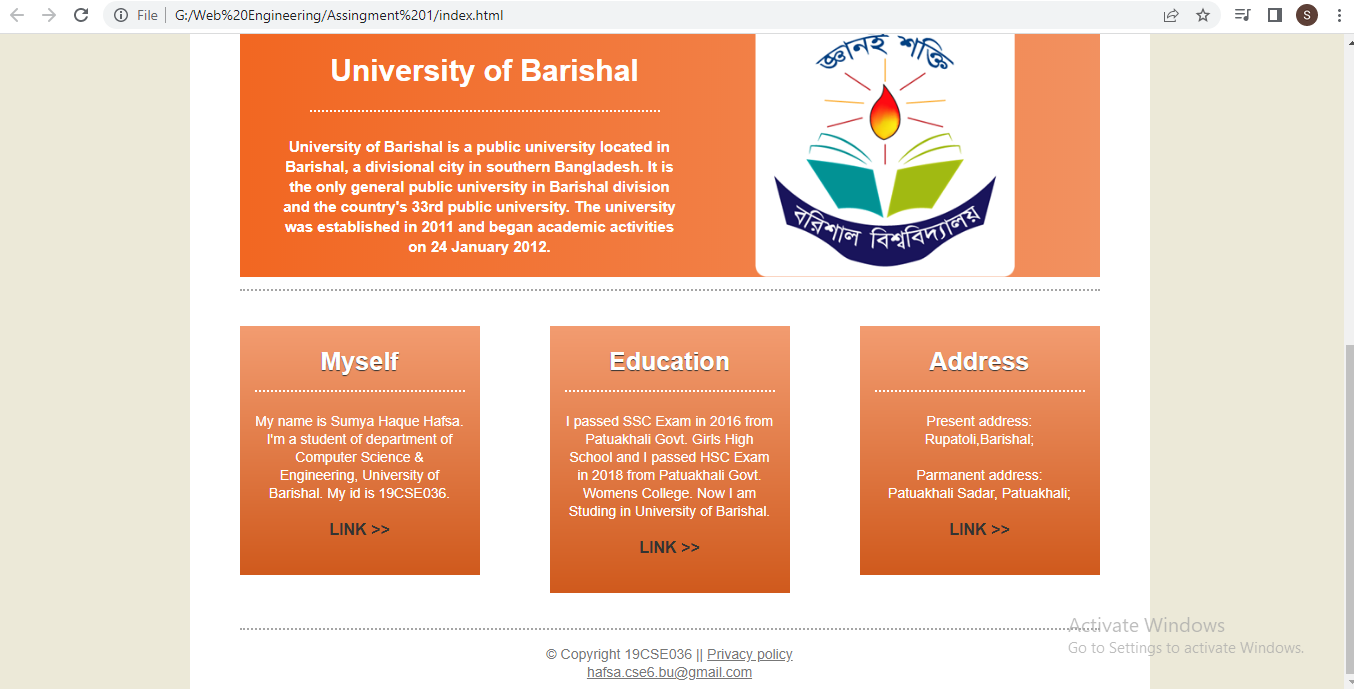 File
G:/Web%20Engineering/Assingment%201/index.html
S
University of Barishal
University of Barishal is a public university located in
Barishal, a divisional city in southern Bangladesh. It is
the only general public university in Barishal division
and the country's 33rd public university. The university
was established in 2011 and began academic activities
on 24 January 2012.
জ্ঞানই শক্তি
বরিশাল বিশ্ববিদ্যালয়
Myself
My name is Sumya Haque Hafsa.
I'm a student of department of
Computer Science &
Engineering, University of
Barishal. My id is 19CSE036.
LINK >>
Education
I passed SSC Exam in 2016 from
Patuakhali Govt. Girls High
School and I passed HSC Exam
in 2018 from Patuakhali Govt.
Womens College. Now I am
Studing in University of Barishal.
LINK >>
Address
Present address:
Rupatoli,Barishal;
Parmanent address:
Patuakhali Sadar, Patuakhali;
LINK >>
© Copyright 19CSE036 || Privacy policy
hafsa.cse6.bu@gmail.com
Activate Windows
Go to Settings to activate Windows.